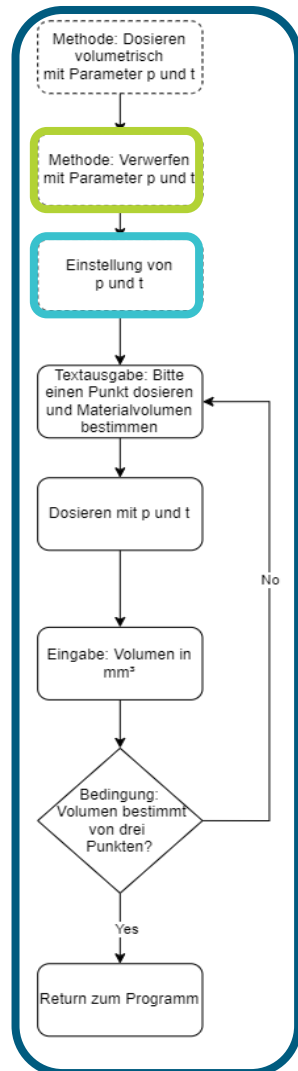 Methode: Dosieren
volumetrisch
mit Parameter p und t
Methode: Verwerfen
mit Parameter p und t
Einstellung von
p und t
Textausgabe: Bitte
einen Punkt dosieren
und Materialvolumen
bestimmen
Dosieren mit p und t
No
Eingabe: Volumen in
mm³
Bedingung:
Volumen bestimmt
von drei
Punkten?
Yes
Return zum Programm